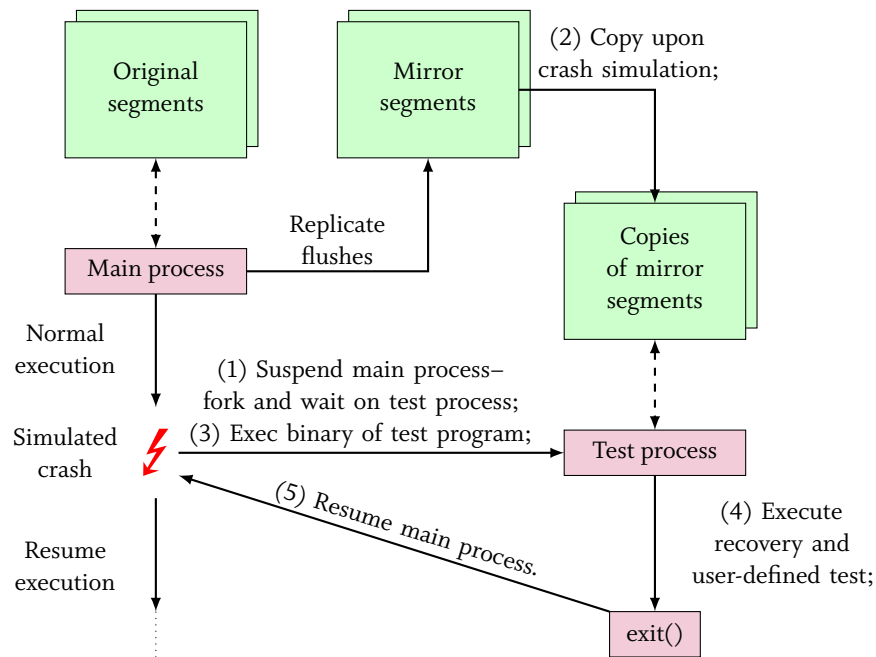 Original
segments
Mirror
segments
(2) Copy upon
crash simulation;
Replicate
flushes
Main process
Copies
of mirror
segments
Normal
execution
(1) Suspend main process–
fork and wait on test process;
(3) Exec binary of test program;
Simulated
crash
Test process
(5) Resume main process.
(4) Execute
recovery and
user-defined test;
Resume
execution
exit()